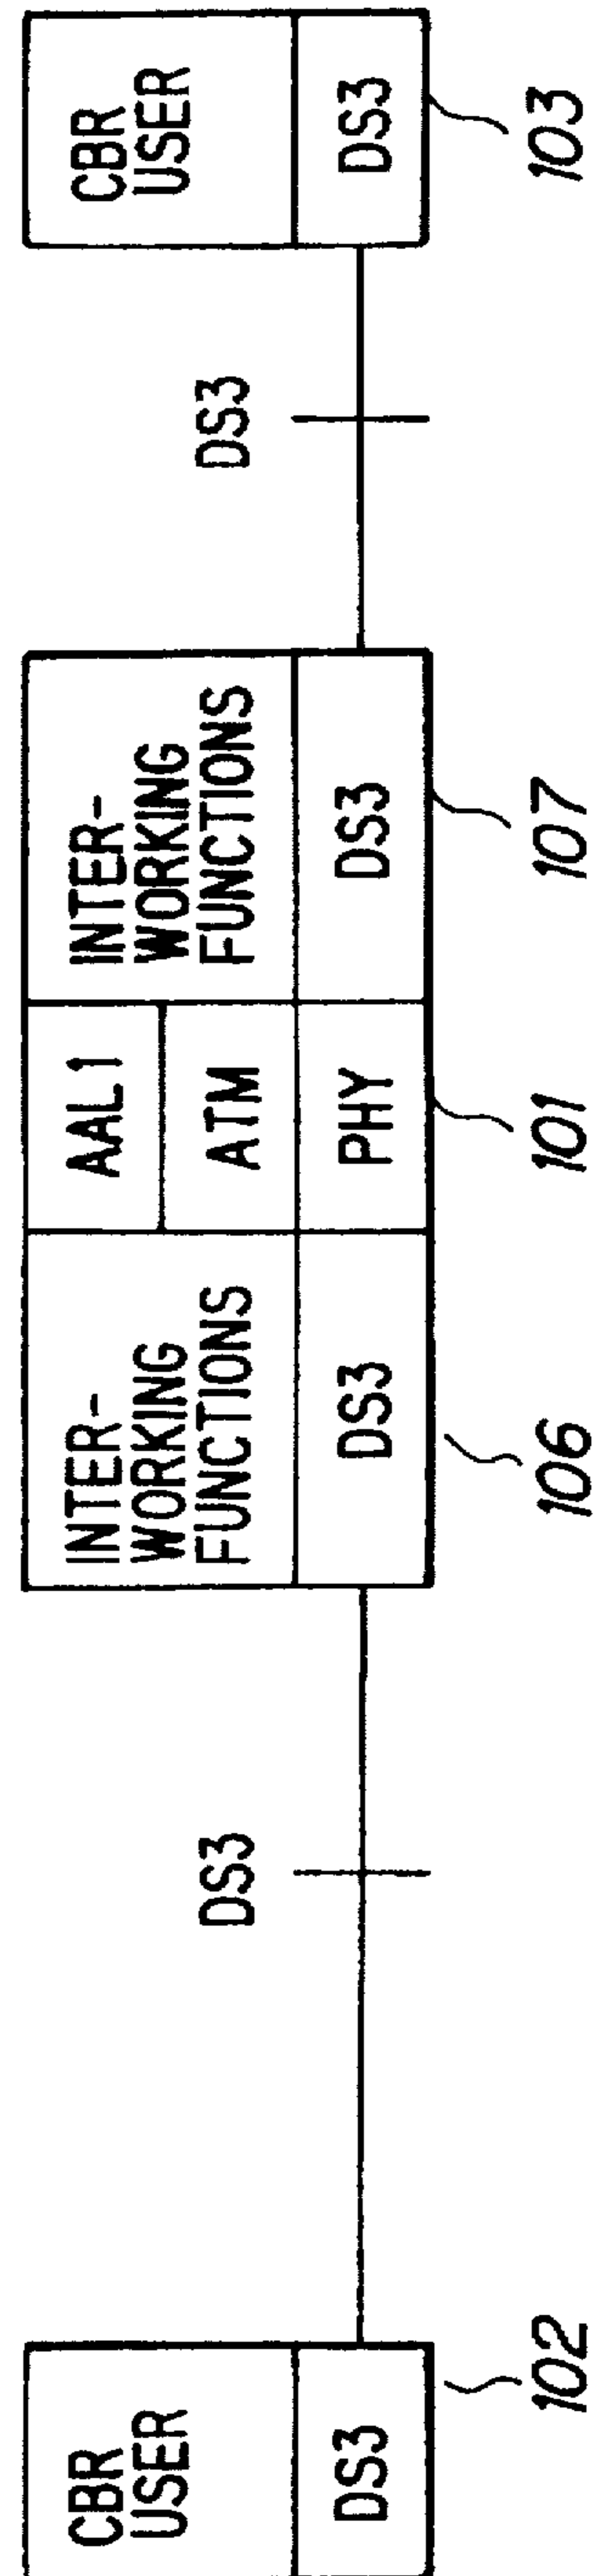 CBR
USER
DS3
102
DS3
INTER-
WORKING
FUNCTIONS
DS3
106
AAL1
ATM
PHY
101
INTER-
WORKING
FUNCTIONS
DS3
107
DS3
CBR
USER
DS3
103